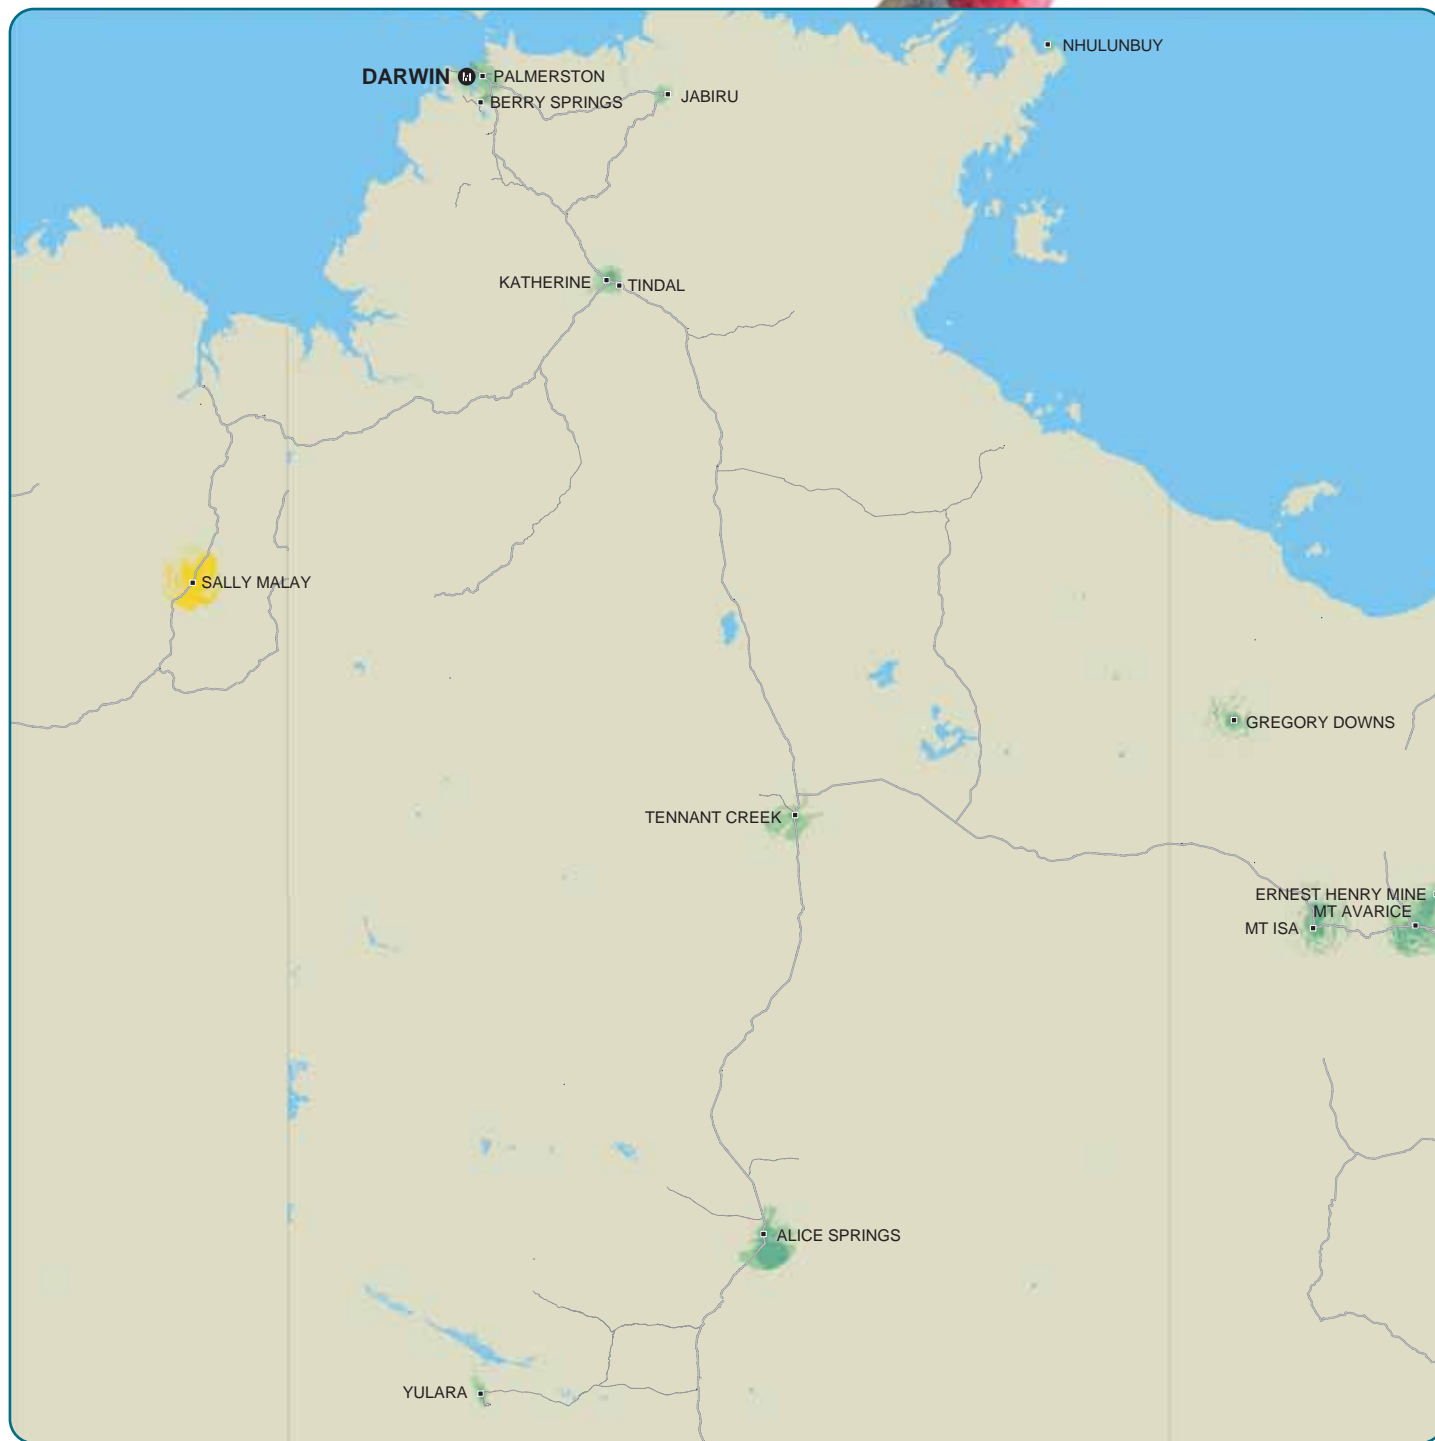 NHULUNBUY
DARWIN M PALMERSTON
BERRY SPRINGS
JABIRU
KATHERINE
TINDAL
SALLY MALAY
GREGORY DOWNS
TENNANT CREEK
ERNEST HENRY MINE
MT AVARICE
MT ISA
ALICE SPRINGS
YULARA